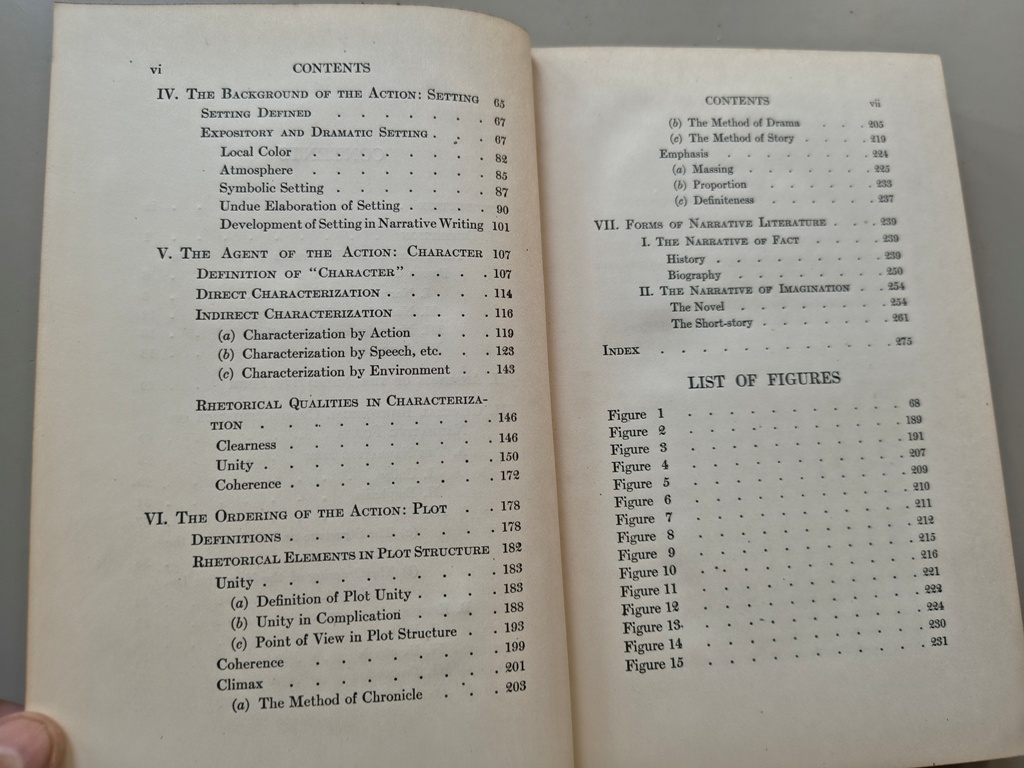 vi CONTENTS
IV. THE BACKGROUND OF THE ACTION: SETTING 65
SETTING DEFINED . . . . . . . 67
EXPOSITORY AND DRAMATIC SETTING . . . 67
Local Color . . . . . . . . 82
Atmosphere . . . . . . . . 85
Symbolic Setting . . . . . . . 87
Undue Elaboration of Setting . . . . 90
Development of Setting in Narrative Writing 101
V. THE AGENT OF THE ACTION: CHARACTER 107
DEFINITION OF "CHARACTER" . . . . 107
DIRECT CHARACTERIZATION . . . . . 114
INDIRECT CHARACTERIZATION . . . . 116
(a) Characterization by Action . . . 119
(b) Characterization by Speech, etc. . . 123
(c) Characterization by Environment . . 143
RHETORICAL QUALITIES IN CHARACTERIZA-
TION . . . . . . . . . 146
Clearness . . . . . . . . 146
Unity . . . . . . . . . 150
Coherence . . . . . . . . 172
VI. THE ORDERING OF THE ACTION: PLOT . . 178
DEFINITIONS . . . . . . . . 178
RHETORICAL ELEMENTS IN PLOT STRUCTURE 182
Unity . . . . . . . . . 183
(a) Definition of Plot Unity . . . . 183
(b) Unity in Complication . . . . 188
(c) Point of View in Plot Structure . . 193
Coherence . . . . . . . . 199
Climax . . . . . . . . . 201
(a) The Method of Chronicle . . . 203
CONTENTS vii
(b) The Method of Drama . . . 205
(c) The Method of Story . . . . 219
Emphasis . . . . . . . . 224
(a) Massing . . . . . . . 225
(b) Proportion . . . . . . 233
(c) Definiteness . . . . . . 237
VII. FORMS OF NARRATIVE LITERATURE . . . 239
I. THE NARRATIVE OF FACT . . . . 239
History . . . . . . . . 239
Biography . . . . . . . 250
II. THE NARRATIVE OF IMAGINATION . . 254
The Novel . . . . . . . 254
The Short-story . . . . . . 261
INDEX . . . . . . . . . . 275
LIST OF FIGURES
Figure 1 . . . . . . . . . . 68
Figure 2 . . . . . . . . . . 189
Figure 3 . . . . . . . . . . 191
Figure 4 . . . . . . . . . . 207
Figure 5 . . . . . . . . . . 209
Figure 6 . . . . . . . . . . 210
Figure 7 . . . . . . . . . . 211
Figure 8 . . . . . . . . . . 212
Figure 9 . . . . . . . . . . 215
Figure 10 . . . . . . . . . . 216
Figure 11 . . . . . . . . . . 221
Figure 12 . . . . . . . . . . 222
Figure 13 . . . . . . . . . . 224
Figure 14 . . . . . . . . . . 230
Figure 15 . . . . . . . . . . 231